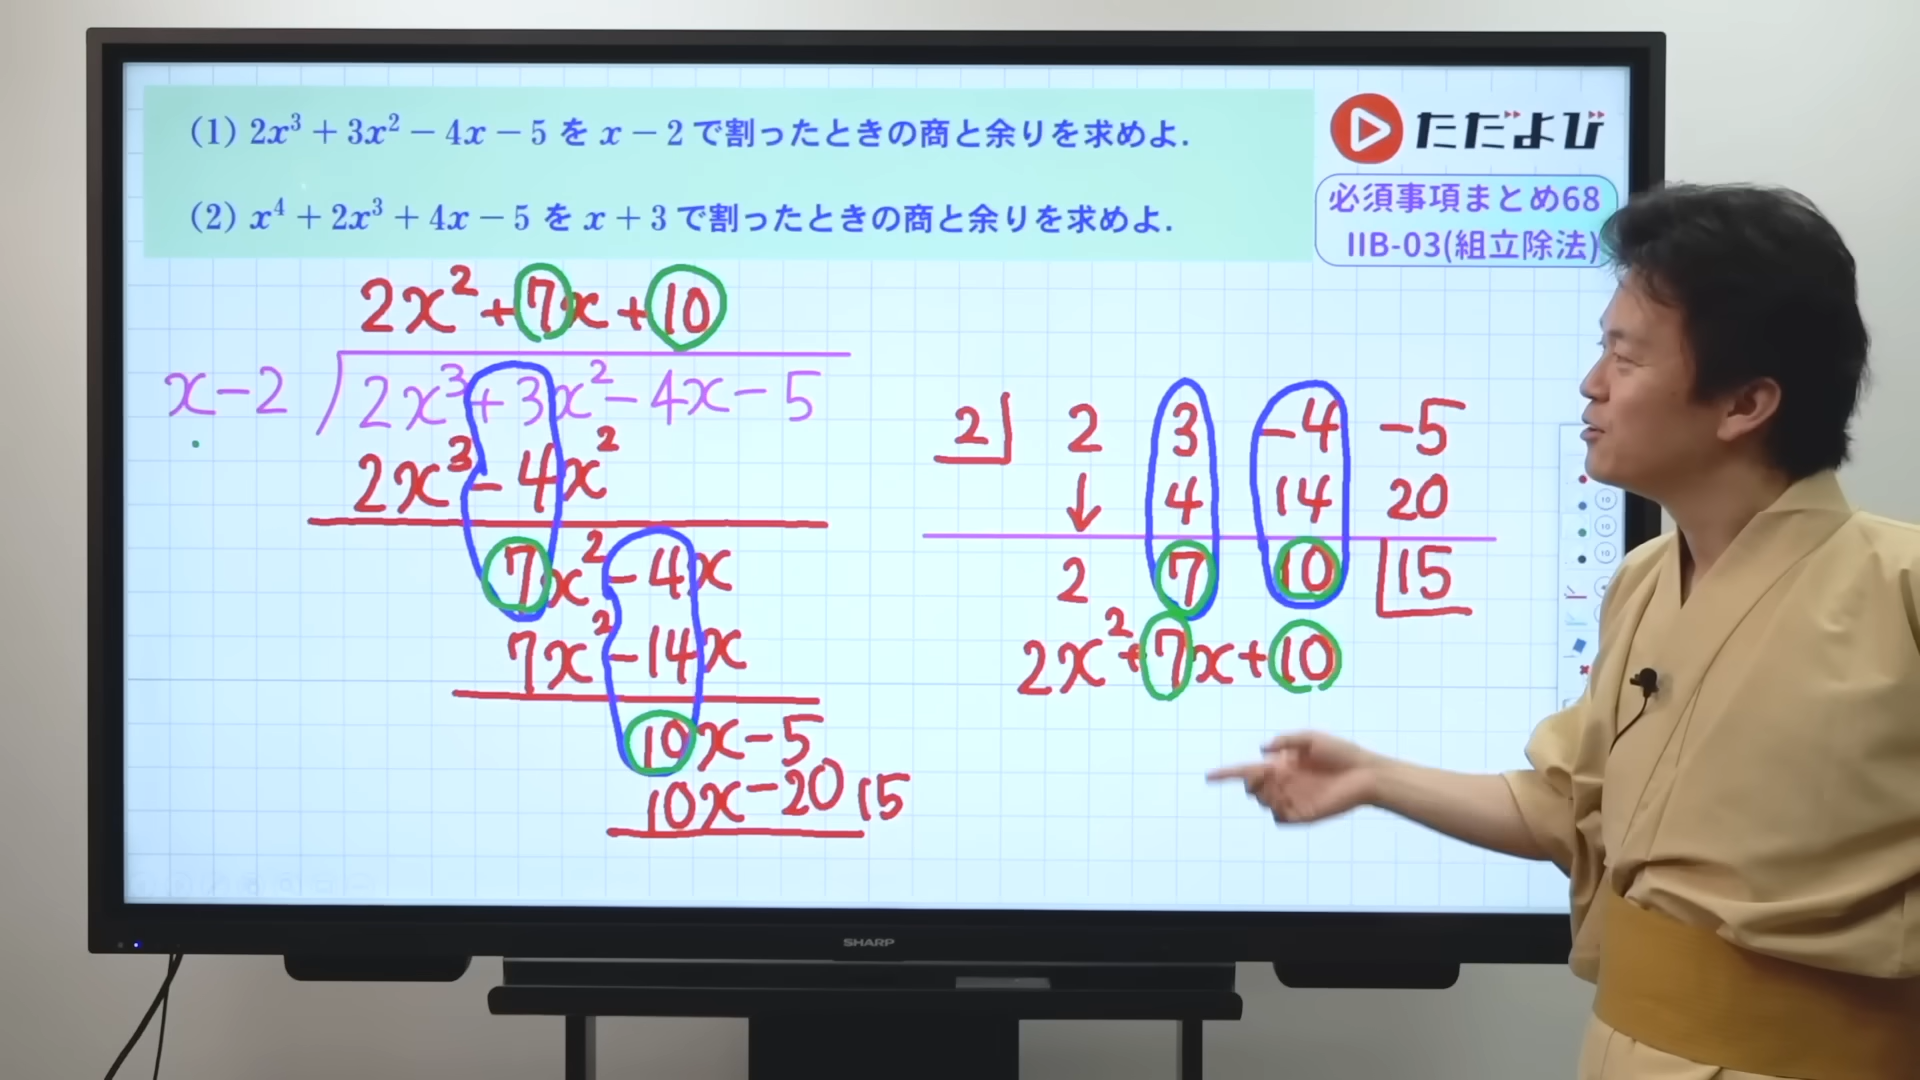 (1) 2x³ + 3x² − 4x − 5 を x − 2 で割ったときの商と余りを求めよ.
(2) x⁴ + 2x³ + 4x − 5 を x + 3 で割ったときの商と余りを求めよ.
ただよび
必須事項まとめ68
IIB-03(組立除法)
2x²+7x+10
x−2 2x³+3x²−4x−5
2x³−4x²
7x²−4x
7x²−14x
10x−5
10x−20 15
2 2 3 −4 −5
↓ 4 14 20
2 7 10 15
2x²+7x+10
10
10
10
SHARP